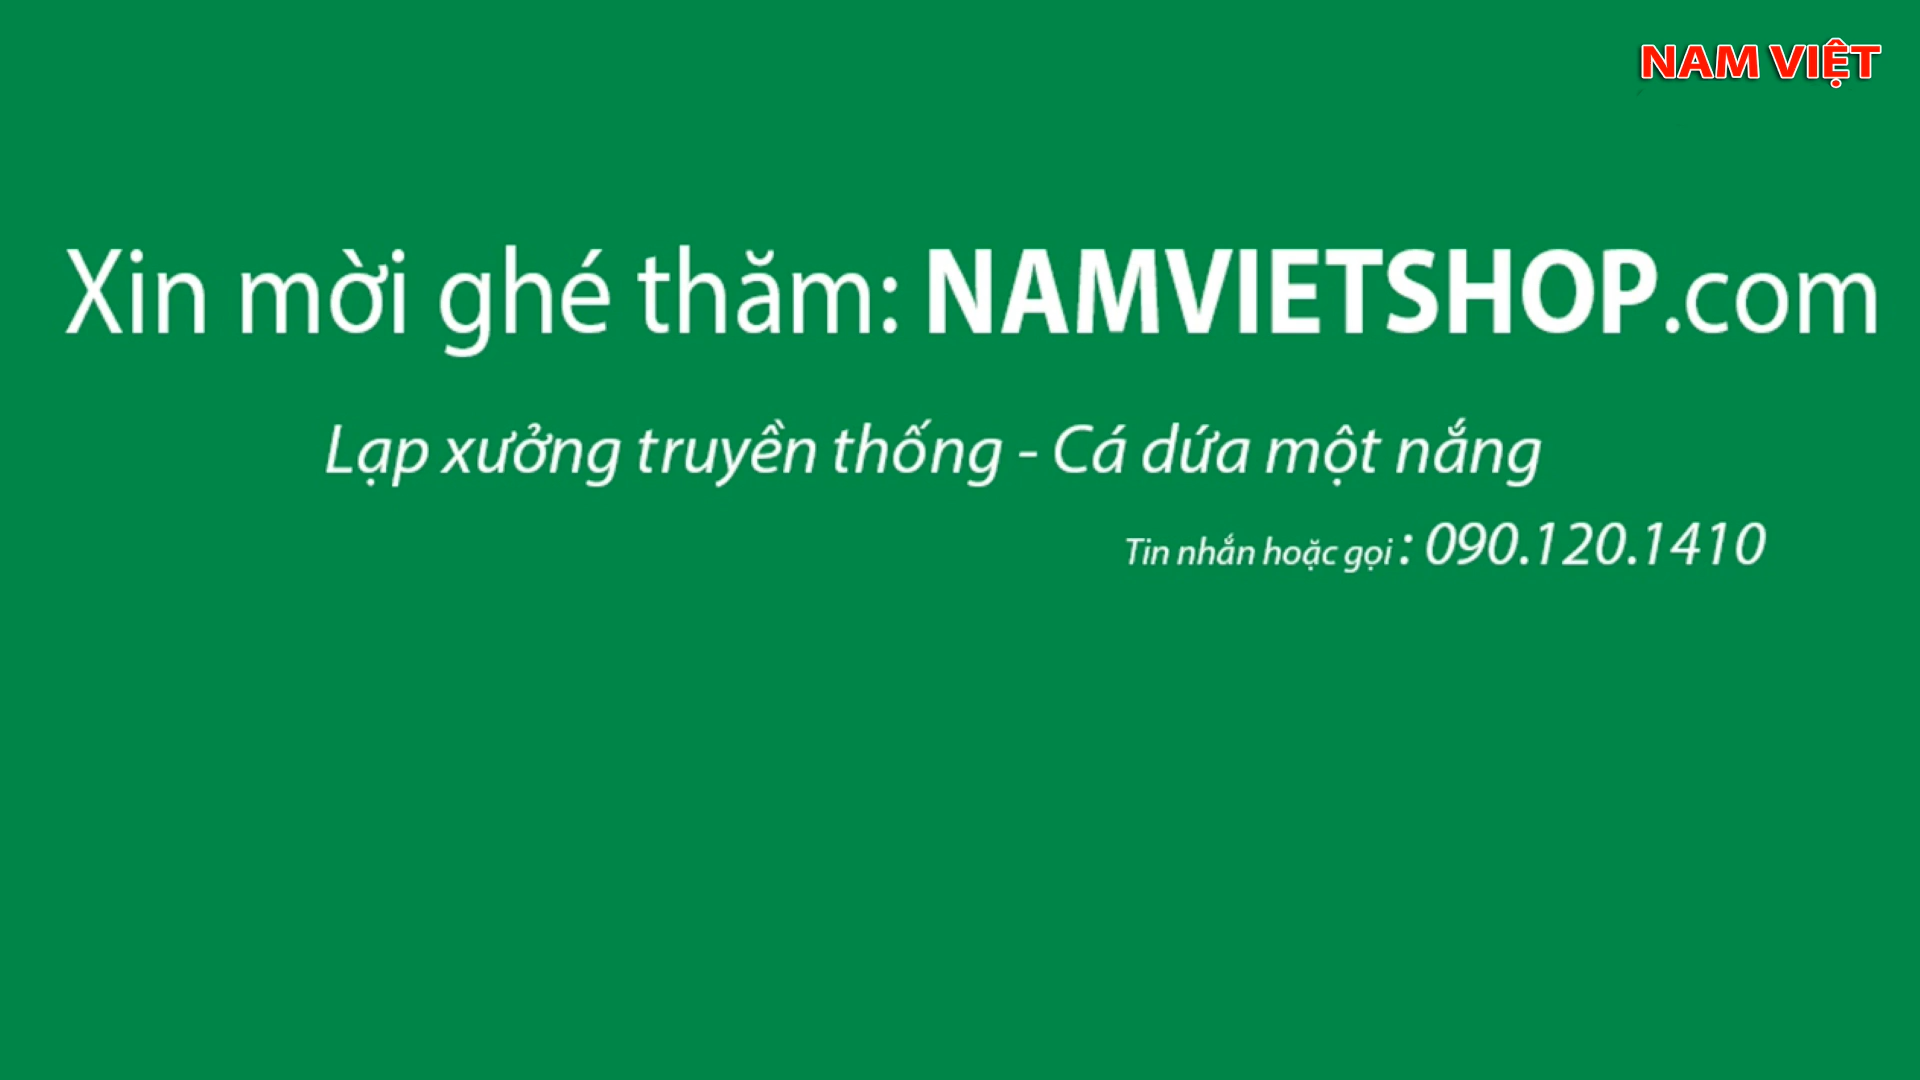 NAM VIỆT
Xin mời ghé thăm: NAMVIETSHOP.com
Lạp xưởng truyền thống - Cá dứa một nắng
Tin nhắn hoặc gọi : 090.120.1410